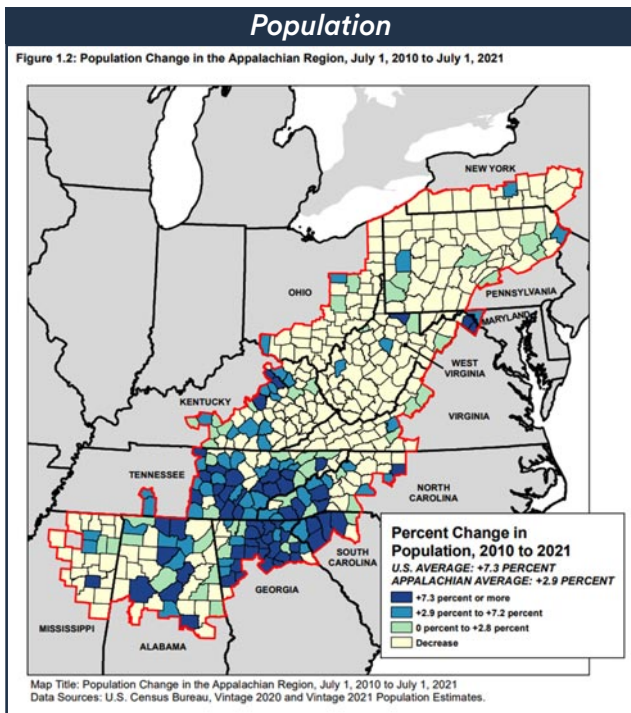 Population
Figure 1.2: Population Change in the Appalachian Region, July 1, 2010 to July 1, 2021
NEW YORK
OHIO
PENNSYLVANIA
MARYLAND
WEST
VIRGINIA
KENTUCKY
VIRGINIA
TENNESSEE
NORTH
CAROLINA
SOUTH
CAROLINA
GEORGIA
MISSISSIPPI
ALABAMA
Percent Change in
Population, 2010 to 2021
U.S. AVERAGE: +7.3 PERCENT
APPALACHIAN AVERAGE: +2.9 PERCENT
+7.3 percent or more
+2.9 percent to +7.2 percent
0 percent to +2.8 percent
Decrease
Map Title: Population Change in the Appalachian Region, July 1, 2010 to July 1, 2021
Data Sources: U.S. Census Bureau, Vintage 2020 and Vintage 2021 Population Estimates.